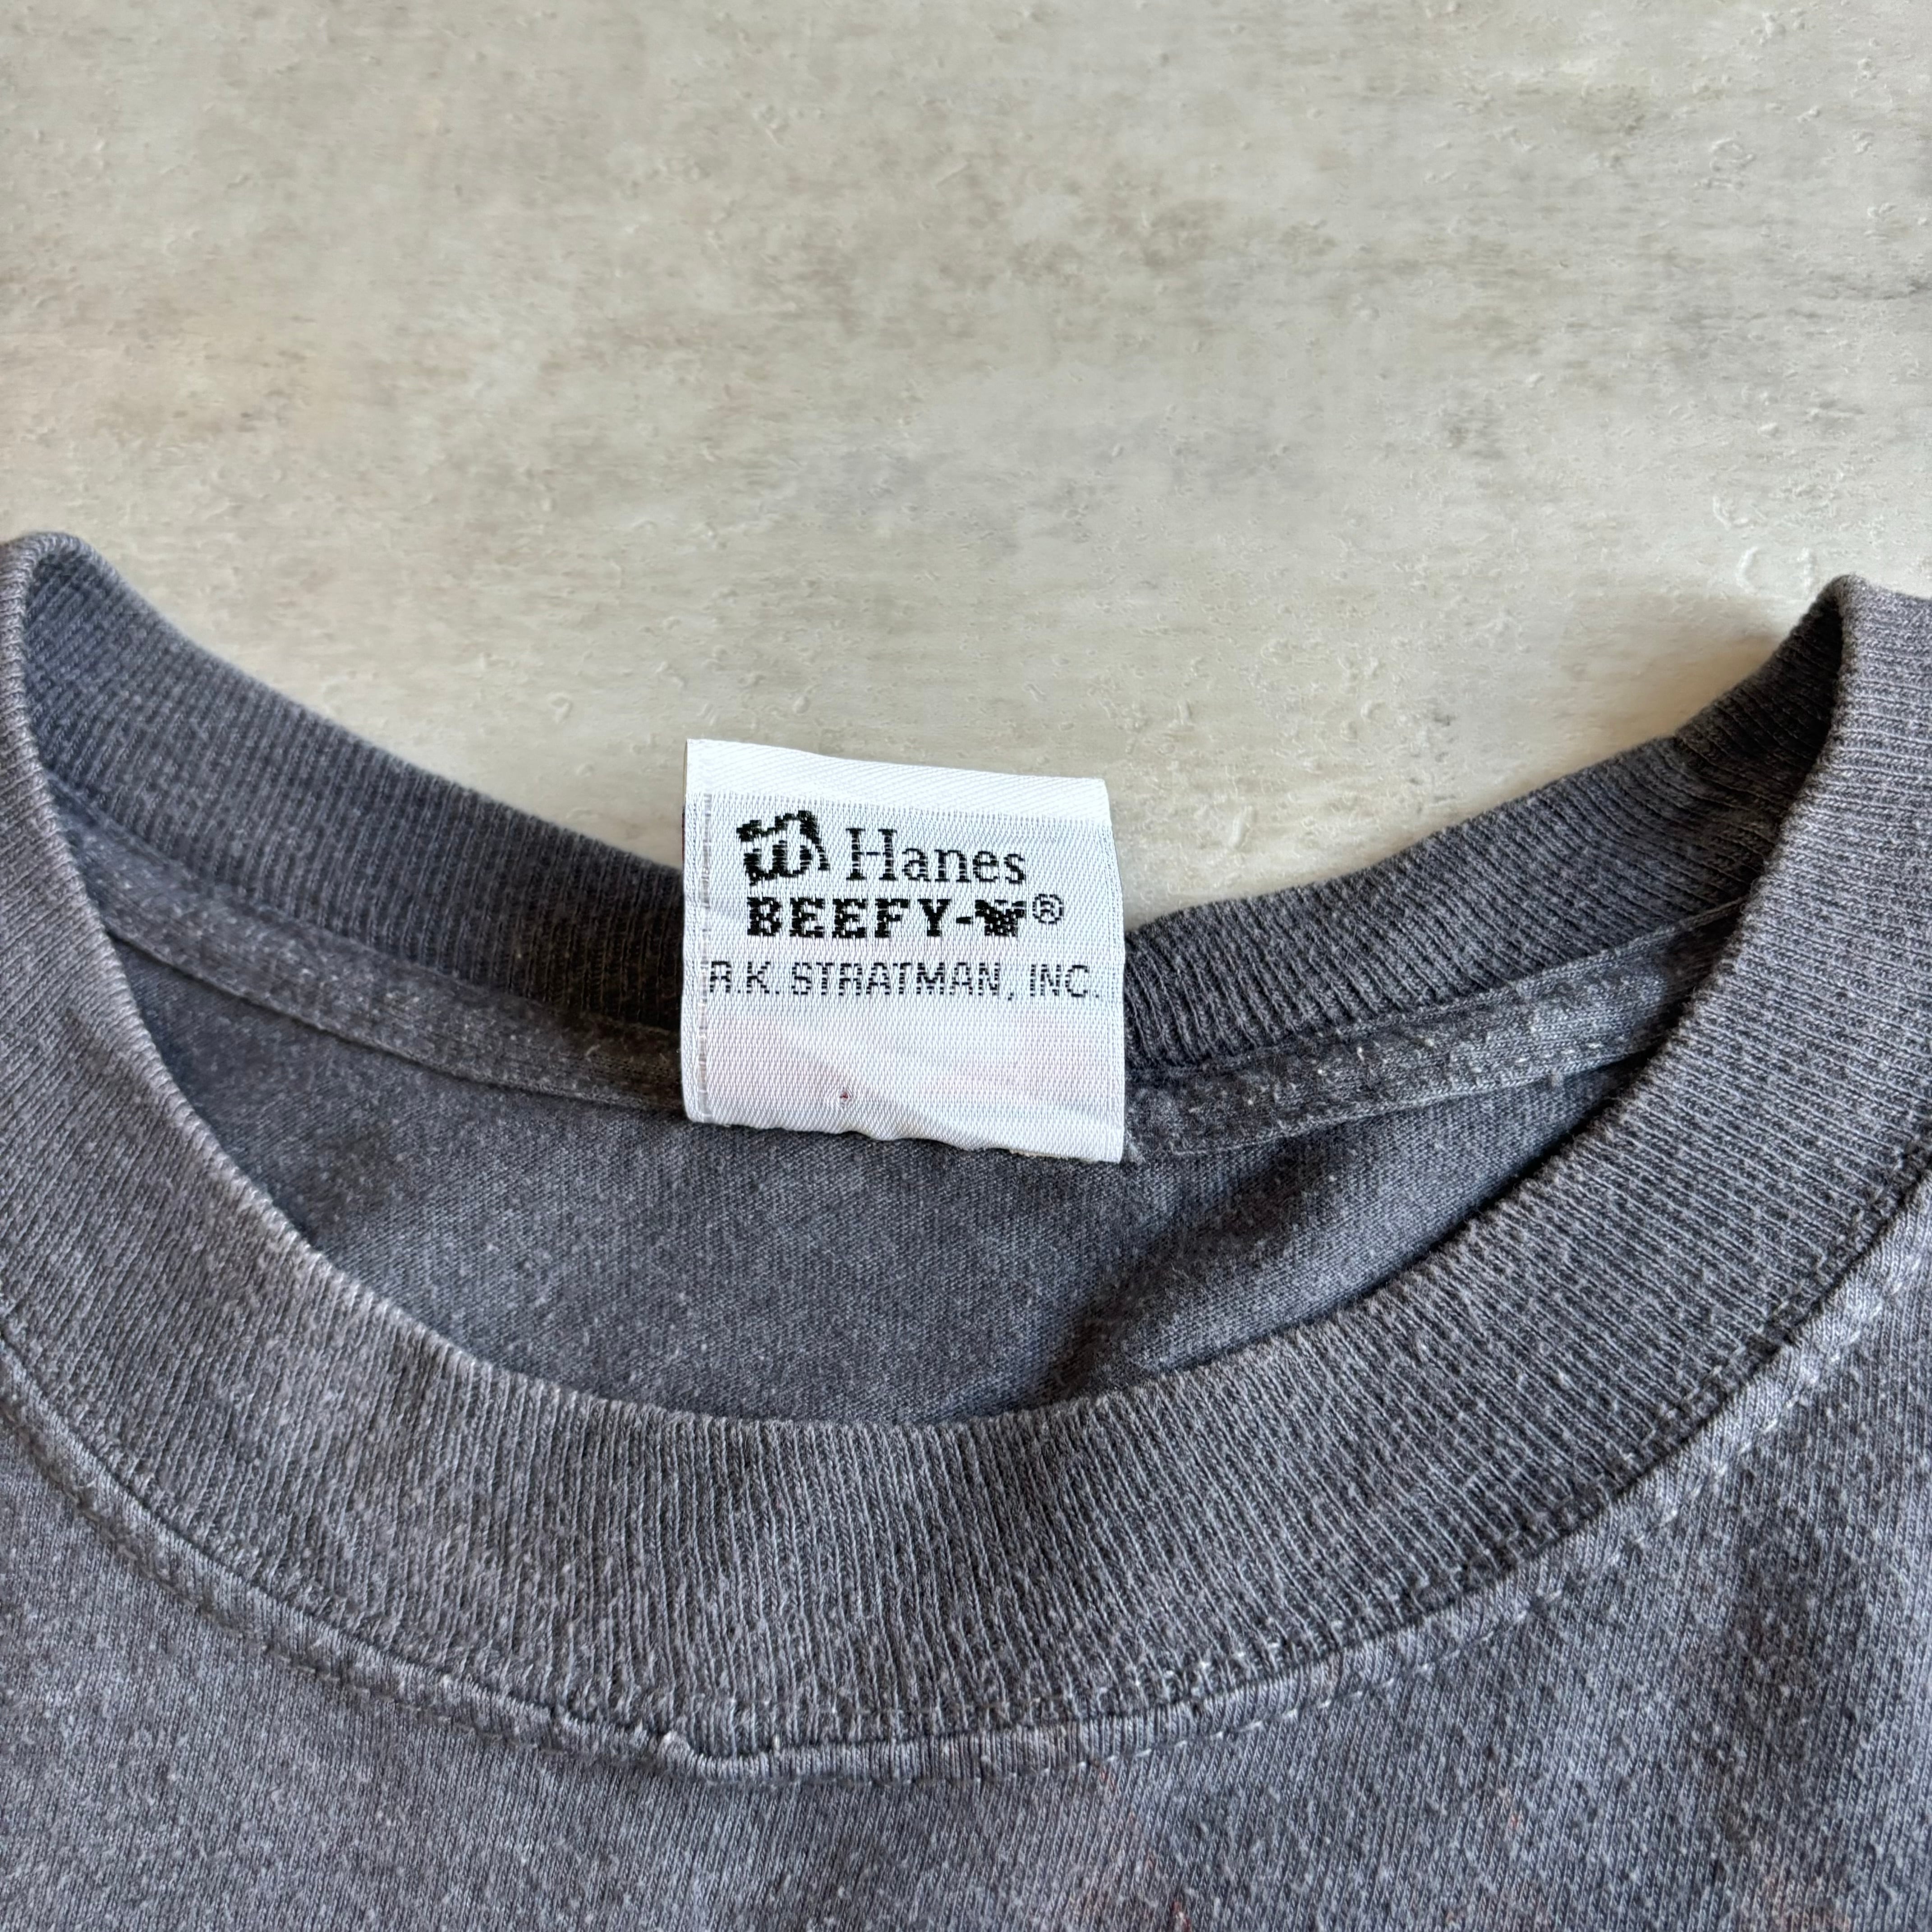 Hanes
BEEFY-T®
R.K. STRATMAN, INC.